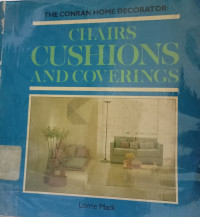 THE CONRAN HOME DECORATOR
CHAIRS
CUSHIONS
AND COVERINGS
Lorrie Mack